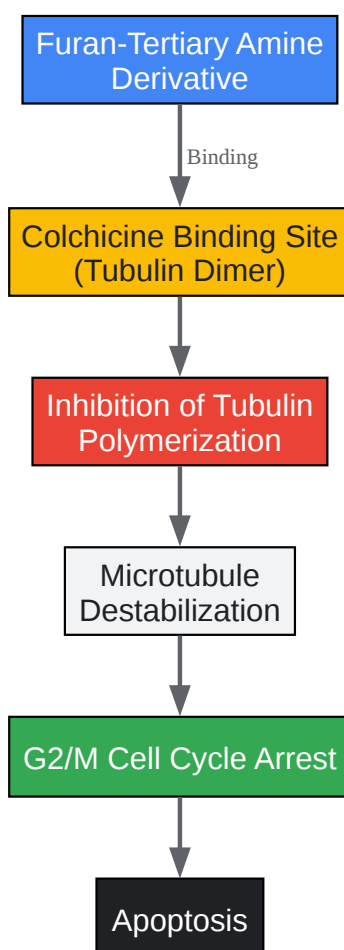 Furan-Tertiary Amine
Derivative
Binding
Colchicine Binding Site
(Tubulin Dimer)
Inhibition of Tubulin
Polymerization
Microtubule
Destabilization
G2/M Cell Cycle Arrest
Apoptosis